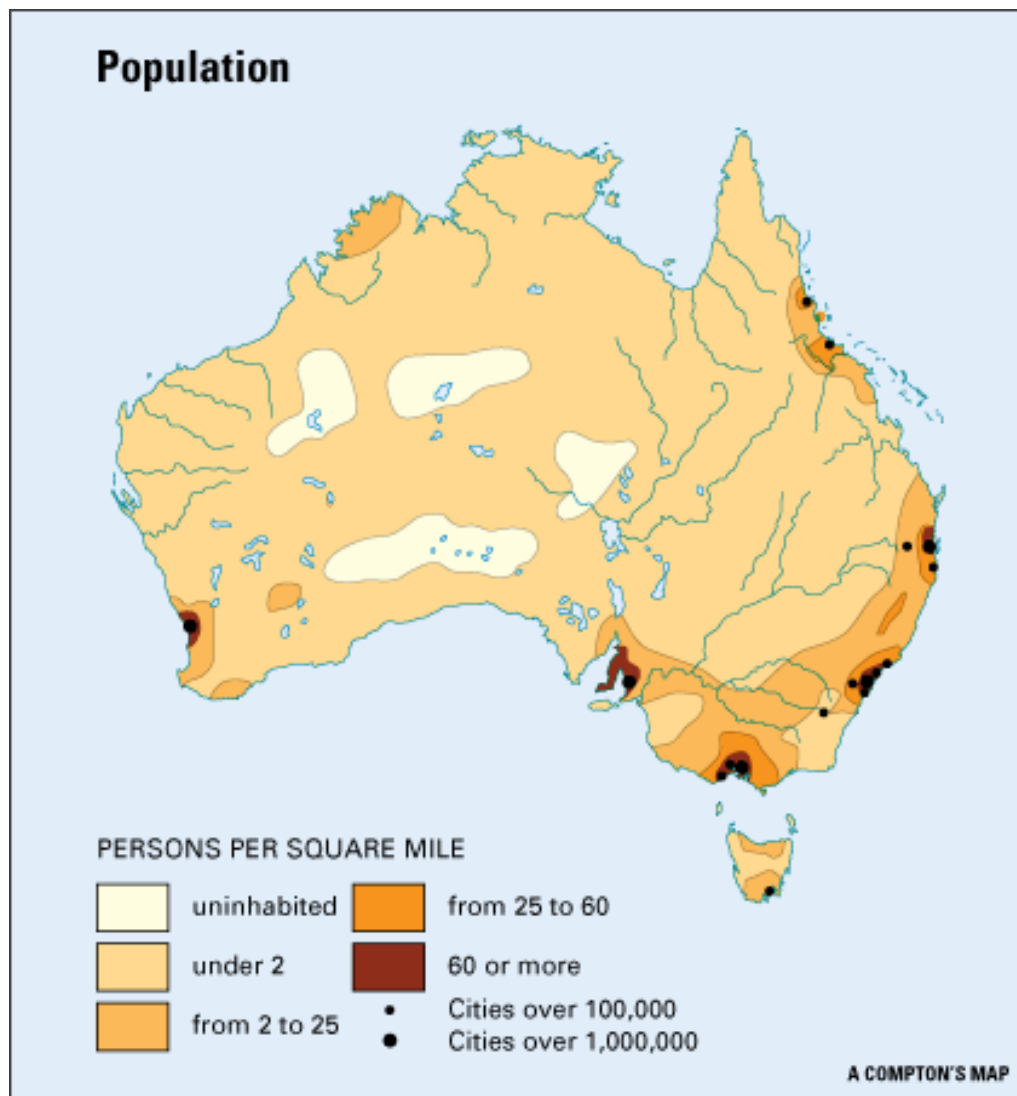 Population
PERSONS PER SQUARE MILE
uninhabited
under 2
from 2 to 25
from 25 to 60
60 or more
Cities over 100,000
Cities over 1,000,000
A COMPTON'S MAP